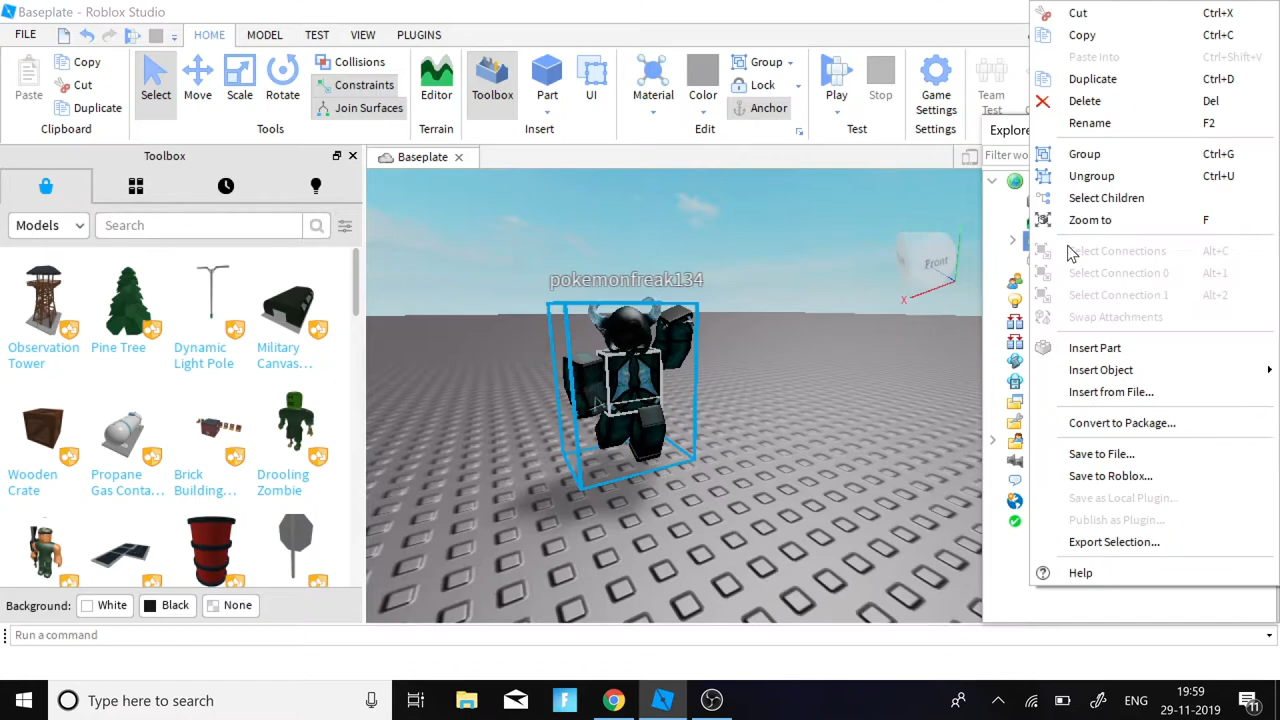 Baseplate - Roblox Studio
FILE
HOME
MODEL
TEST
VIEW
PLUGINS
Paste
Copy
Cut
Duplicate
Clipboard
Select
Move
Scale
Rotate
Collisions
Constraints
Join Surfaces
Tools
Editor
Terrain
Toolbox
Part
UI
Insert
Material
Color
Group
Lock
Anchor
Edit
Play
Stop
Test
Game
Settings
Settings
Team
Test
Toolbox
Models
Search
Observation
Tower
Pine Tree
Dynamic
Light Pole
Military
Canvas...
Wooden
Crate
Propane
Gas Conta...
Brick
Building...
Drooling
Zombie
Background:
White
Black
None
Run a command
Baseplate
pokemonfreak134
Front
X
Explore
Filter wo
Cut Ctrl+X
Copy Ctrl+C
Paste Into Ctrl+Shift+V
Duplicate Ctrl+D
Delete Del
Rename F2
Group Ctrl+G
Ungroup Ctrl+U
Select Children
Zoom to F
Select Connections Alt+C
Select Connection 0 Alt+1
Select Connection 1 Alt+2
Swap Attachments
Insert Part
Insert Object
Insert from File...
Convert to Package...
Save to File...
Save to Roblox...
Save as Local Plugin...
Publish as Plugin...
Export Selection...
Help
Type here to search
ENG
19:59
29-11-2019
11